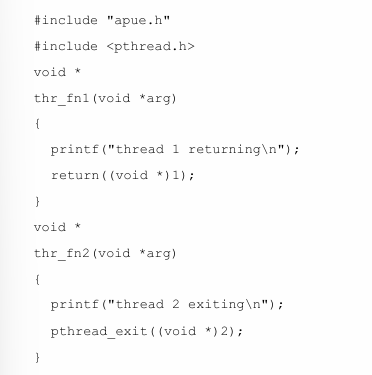 #include "apue.h"
#include <pthread.h>
void *
thr_fn1(void *arg)
{
printf("thread 1 returning\n");
return((void *)1);
}
void *
thr_fn2(void *arg)
{
printf("thread 2 exiting\n");
pthread_exit((void *)2);
}